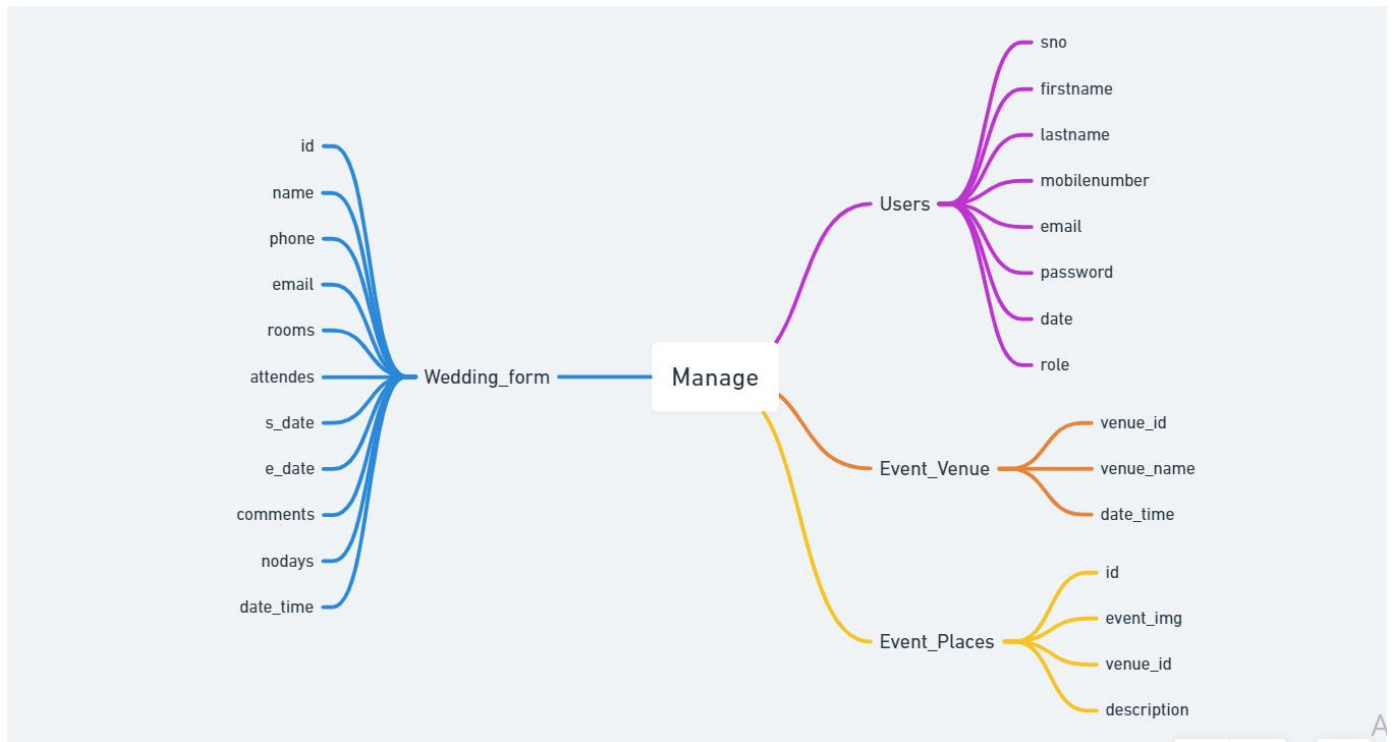 Manage
Wedding_form
id
name
phone
email
rooms
attendes
s_date
e_date
comments
nodays
date_time
Users
sno
firstname
lastname
mobilenumber
email
password
date
role
Event_Venue
venue_id
venue_name
date_time
Event_Places
id
event_img
venue_id
description
A